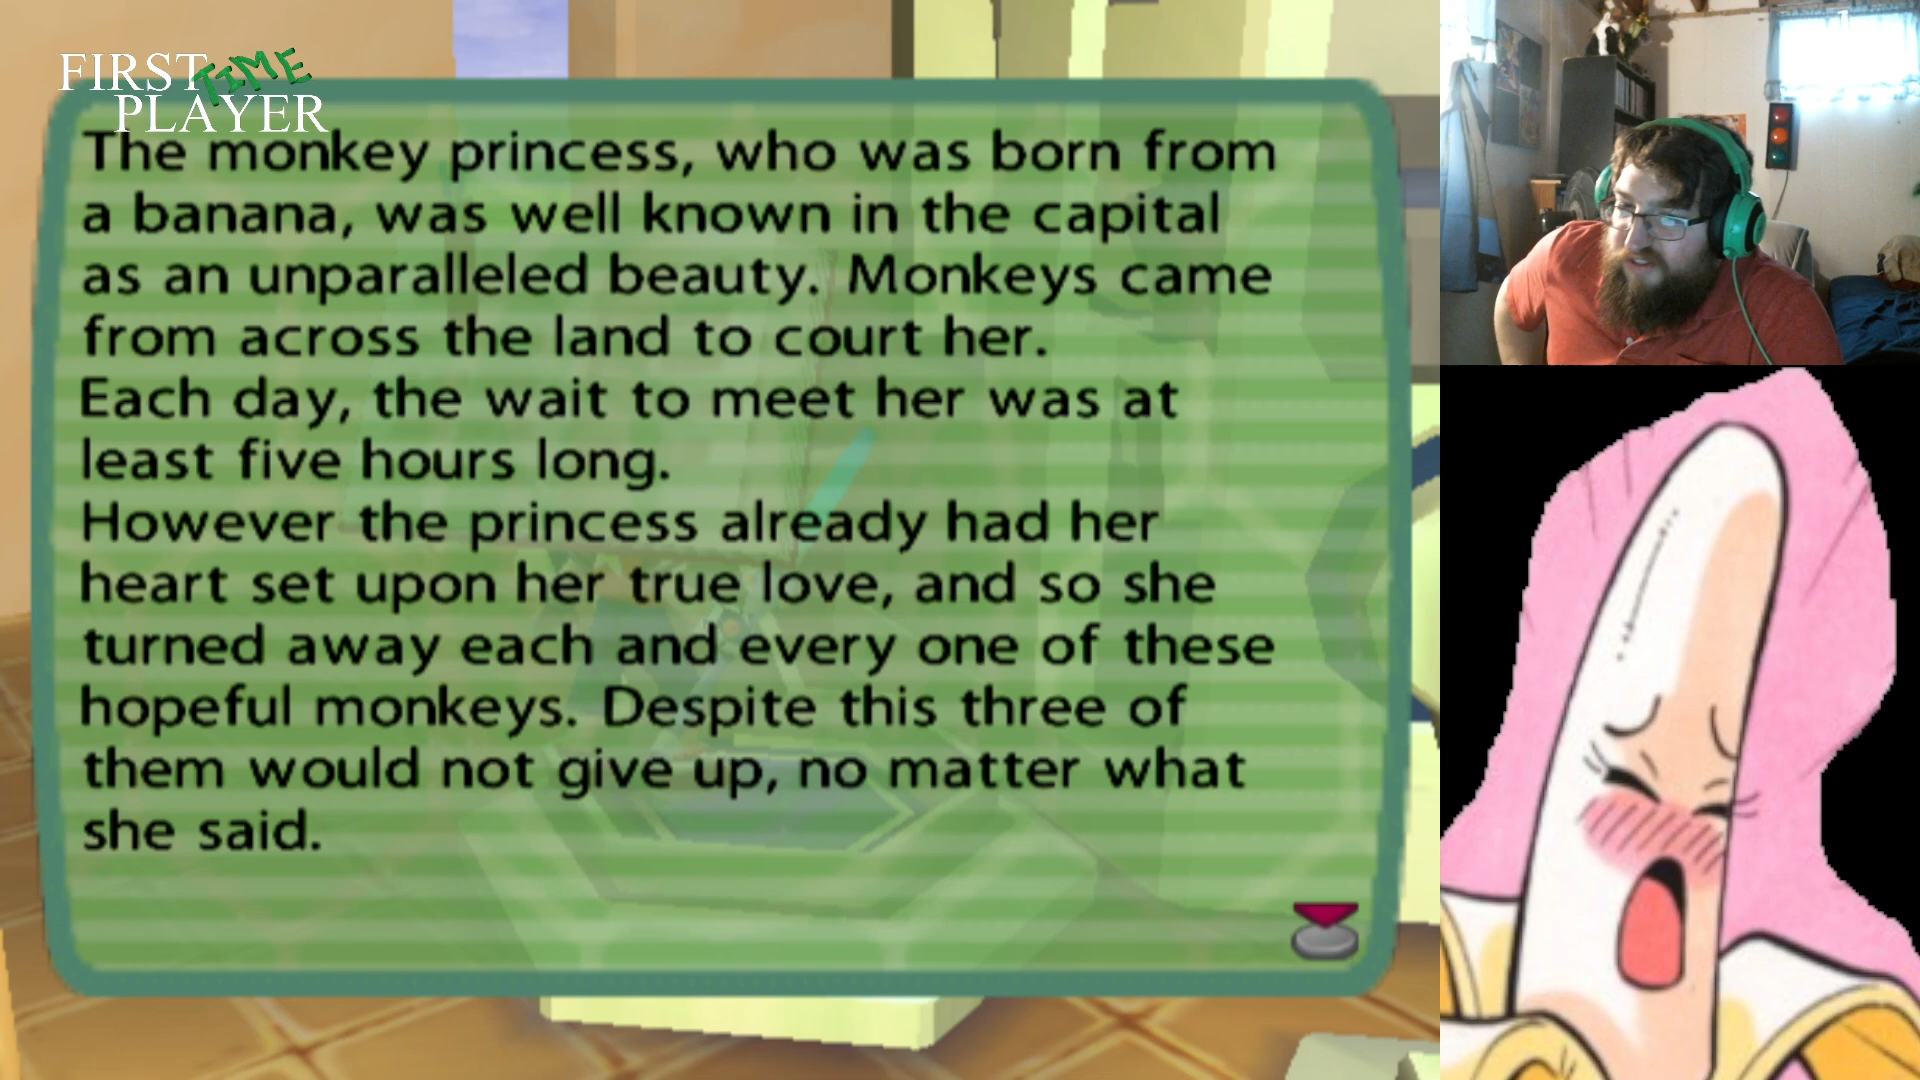 FIRST TIME
PLAYER
The monkey princess, who was born from
a banana, was well known in the capital
as an unparalleled beauty. Monkeys came
from across the land to court her.
Each day, the wait to meet her was at
least five hours long.
However the princess already had her
heart set upon her true love, and so she
turned away each and every one of these
hopeful monkeys. Despite this three of
them would not give up, no matter what
she said.